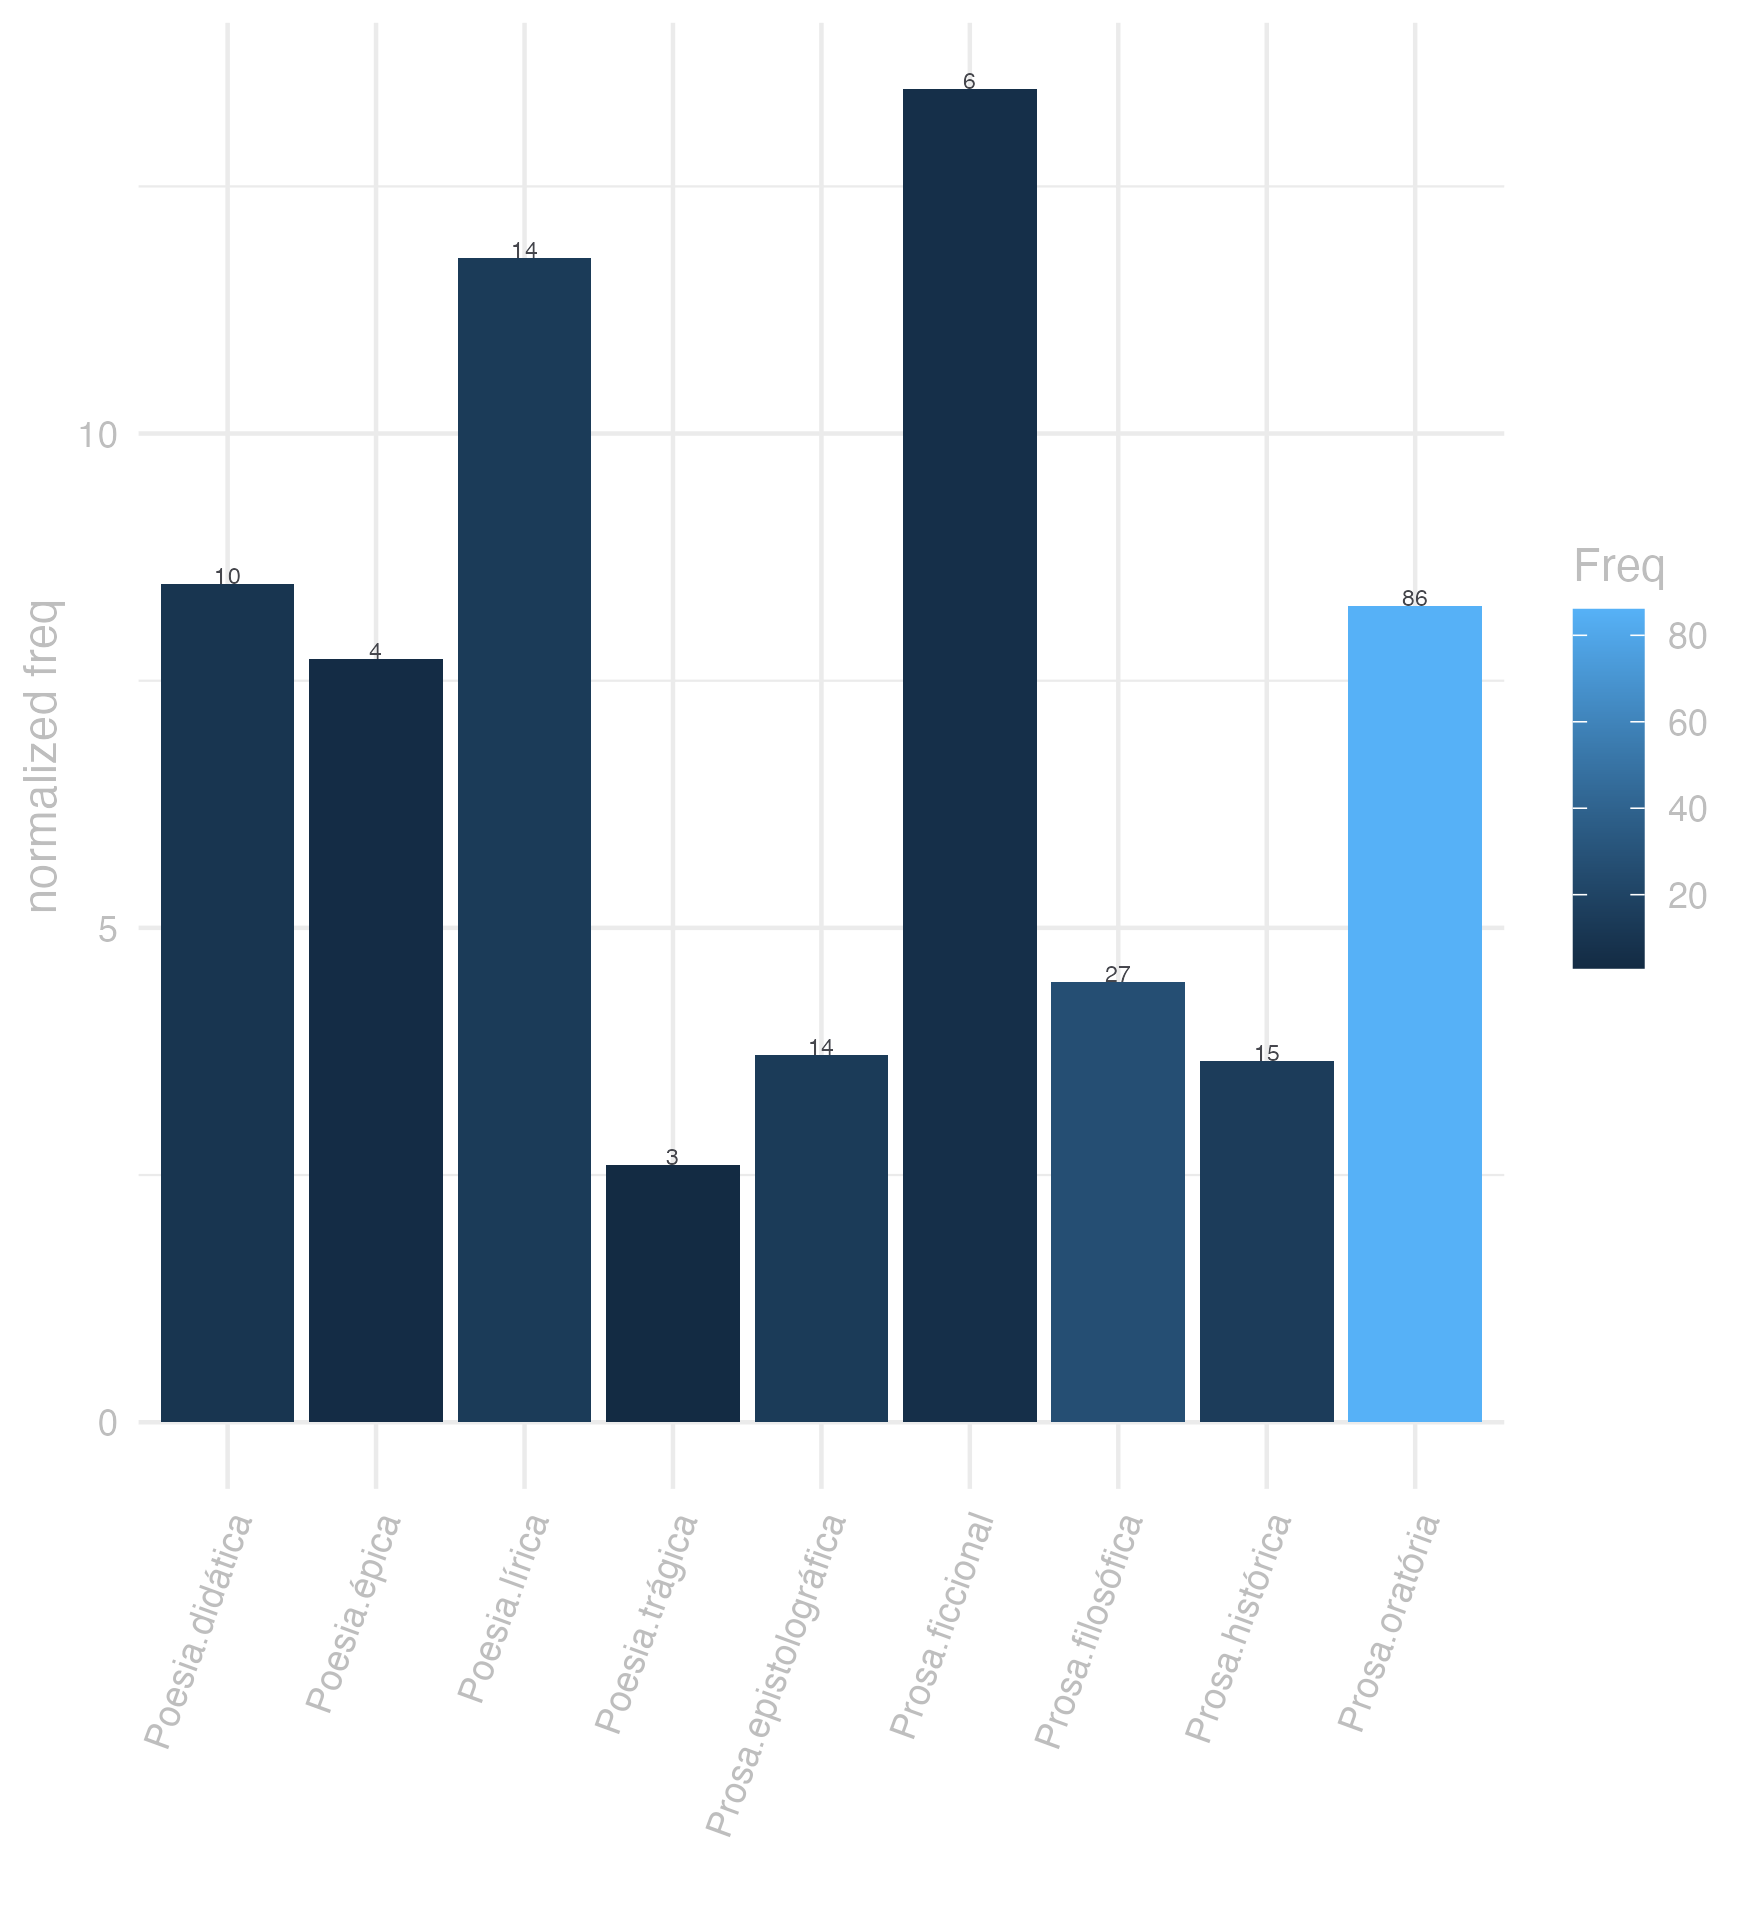 normalized freq
10
5
0
10
4
14
3
14
6
27
15
86
Poesia.didática
Poesia.épica
Poesia.lírica
Poesia.trágica
Prosa.epistolográfica
Prosa.ficcional
Prosa.filosófica
Prosa.histórica
Prosa.oratória
Freq
80
60
40
20